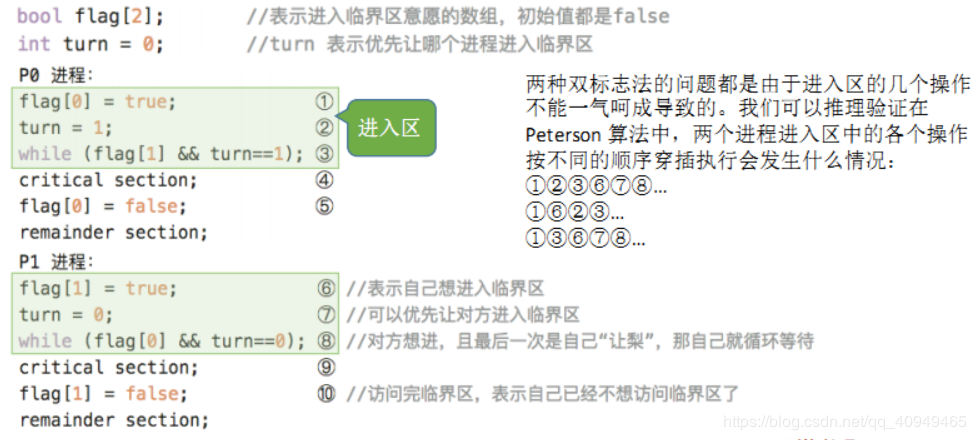 bool flag[2]; //表示进入临界区意愿的数组，初始值都是false
int turn = 0; //turn 表示优先让哪个进程进入临界区
P0 进程：
flag[0] = true; ①
turn = 1; ②
while (flag[1] && turn==1); ③
critical section; ④
flag[0] = false; ⑤
remainder section;
进入区
P1 进程：
flag[1] = true; ⑥ //表示自己想进入临界区
turn = 0; ⑦ //可以优先让对方进入临界区
while (flag[0] && turn==0); ⑧ //对方想进，且最后一次是自己“让梨”，那自己就循环等待
critical section; ⑨
flag[1] = false; ⑩ //访问完临界区，表示自己已经不想访问临界区了
remainder section;
两种双标志法的问题都是由于进入区的几个操作
不能一气呵成导致的。我们可以推理验证在
Peterson 算法中，两个进程进入区中的各个操作
按不同的顺序穿插执行会发生什么情况：
①②③⑥⑦⑧...
①⑥②③...
①③⑥⑦⑧...
https://blog.csdn.net/qq_40949465